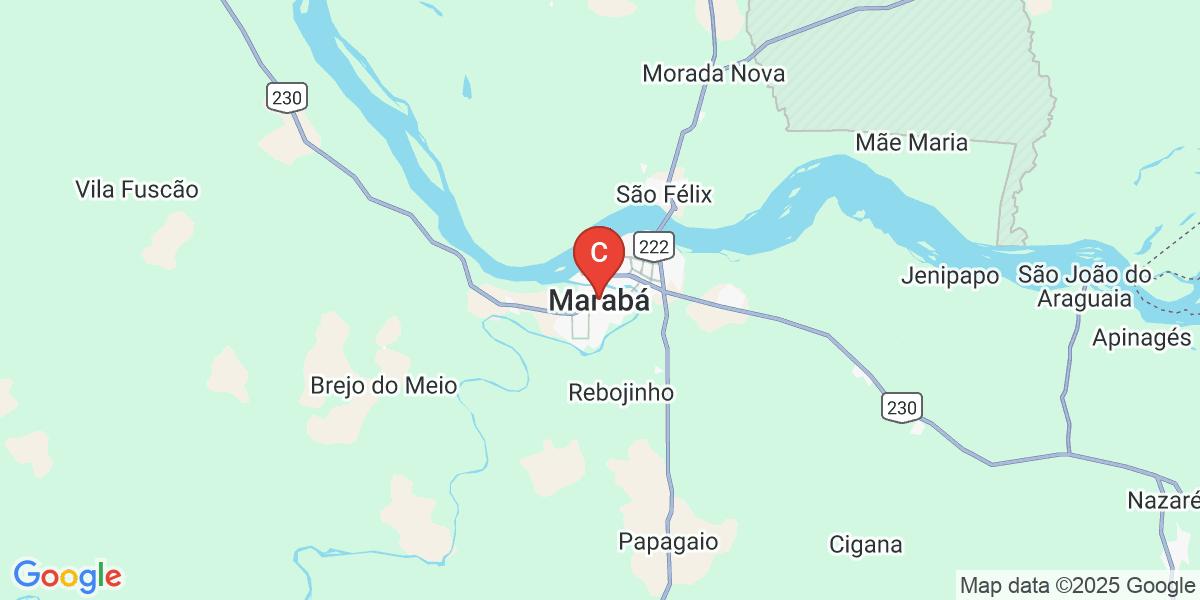 Morada Nova
230
Mãe Maria
Vila Fuscão
São Félix
C
222
Jenipapo
São João do
Araguaia
Marabá
Apinagés
Brejo do Meio
Rebojinho
230
Nazaré
Papagaio
Cigana
Google
Map data ©2025 Google